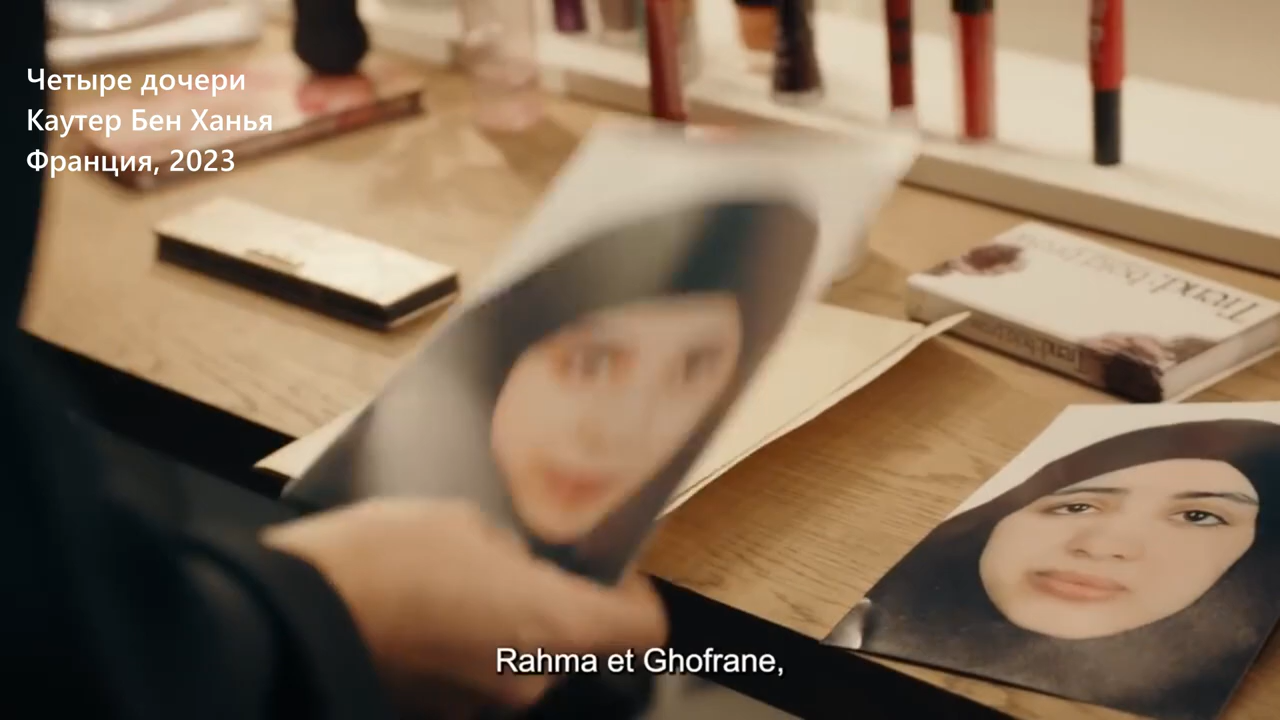 Четыре дочери
Каутер Бен Ханья
Франция, 2023
Rahma et Ghofrane,